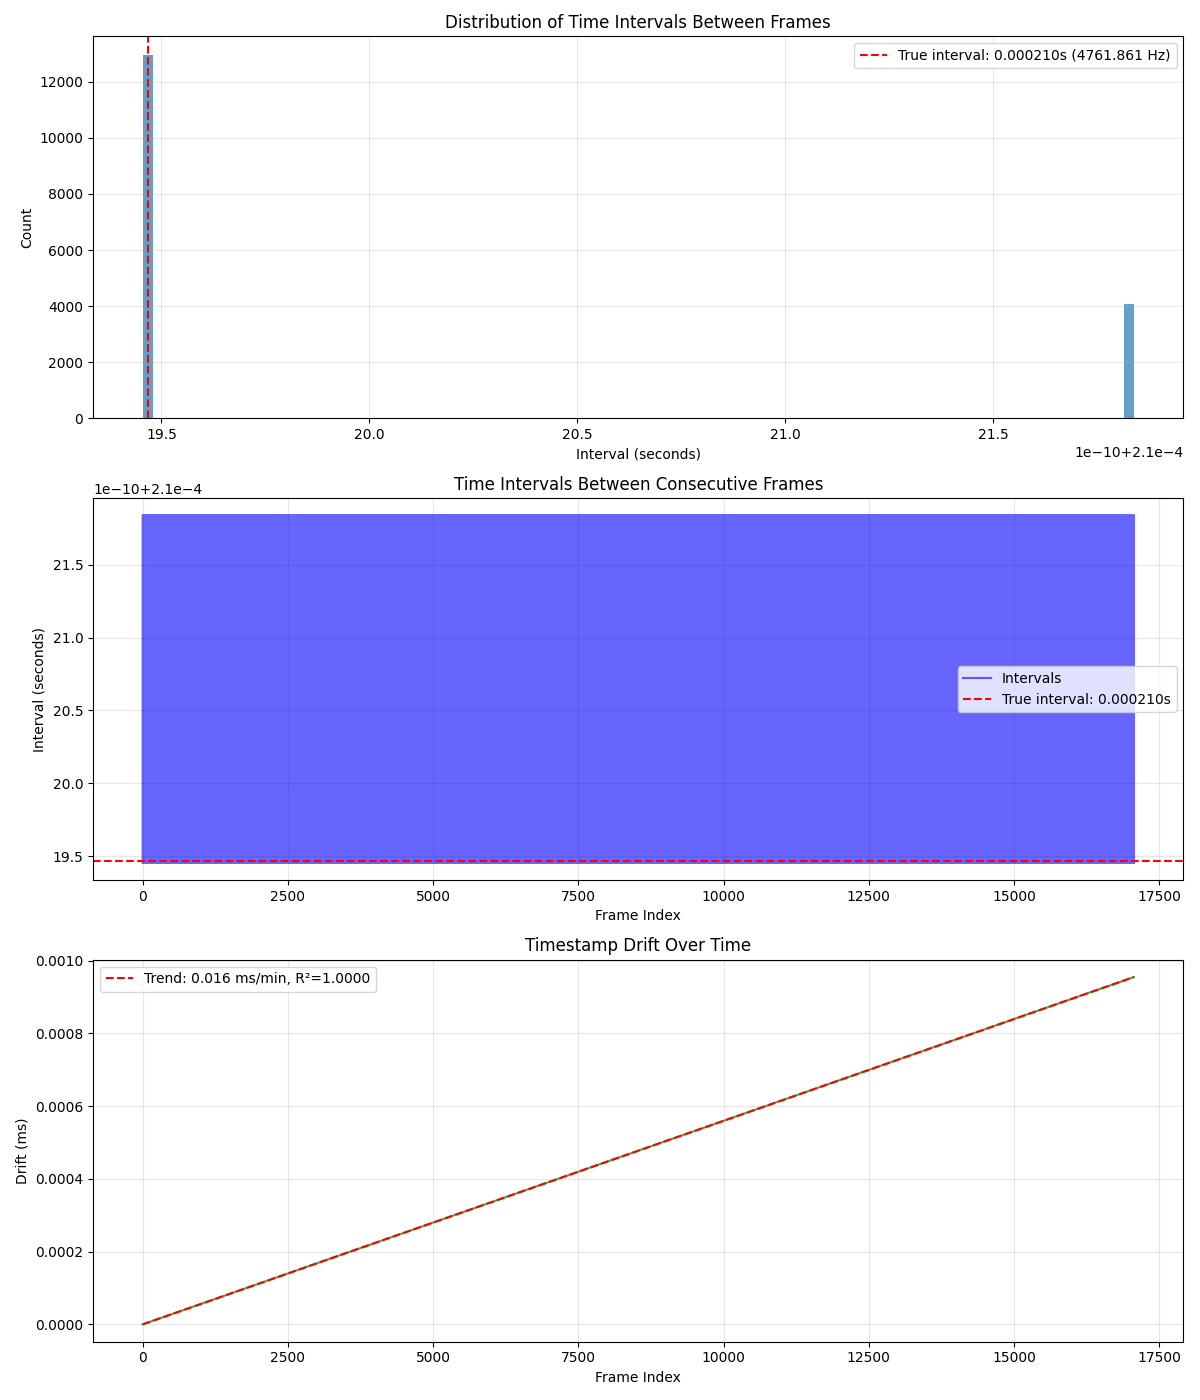 Distribution of Time Intervals Between Frames
True interval: 0.000210s (4761.861 Hz)
Count
12000
10000
8000
6000
4000
2000
0
19.5 20.0 20.5 21.0 21.5
1e−10+2.1e−4
Interval (seconds)
Time Intervals Between Consecutive Frames
1e−10+2.1e−4
Interval (seconds)
21.5
21.0
20.5
20.0
19.5
Intervals
True interval: 0.000210s
0 2500 5000 7500 10000 12500 15000 17500
Frame Index
Timestamp Drift Over Time
Trend: 0.016 ms/min, R²=1.0000
Drift (ms)
0.0010
0.0008
0.0006
0.0004
0.0002
0.0000
0 2500 5000 7500 10000 12500 15000 17500
Frame Index